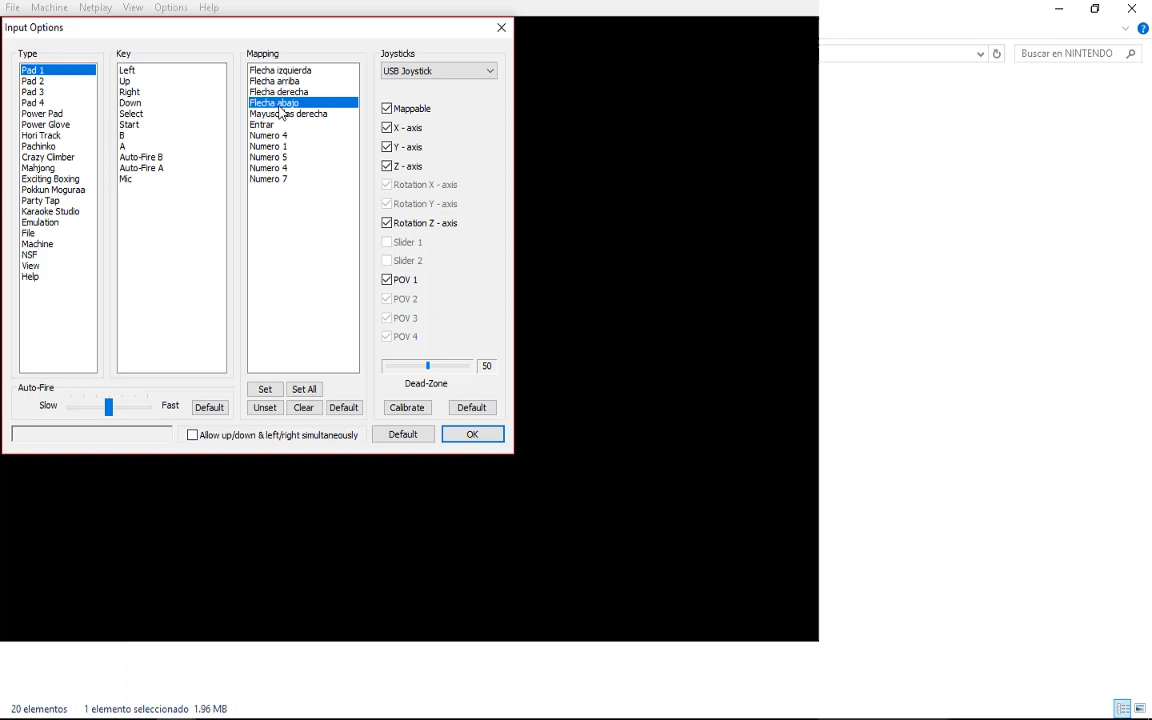 File Machine Netplay View Options Help
Input Options
Type
Pad 1
Pad 2
Pad 3
Pad 4
Power Pad
Power Glove
Hori Track
Pachinko
Crazy Climber
Mahjong
Exciting Boxing
Pokkun Moguraa
Party Tap
Karaoke Studio
Emulation
File
Machine
NSF
View
Help
Key
Left
Up
Right
Down
Select
Start
B
A
Auto-Fire B
Auto-Fire A
Mic
Mapping
Flecha izquierda
Flecha arriba
Flecha derecha
Flecha abajo
derecha
Entrar
Numero 4
Numero 1
Numero 5
Numero 4
Numero 7
Set Set All
Unset Clear Default
Joysticks
USB Joystick
Mappable
X - axis
Y - axis
Z - axis
Rotation X - axis
Rotation Y - axis
Rotation Z - axis
Slider 1
Slider 2
POV 1
POV 2
POV 3
POV 4
50
Dead-Zone
Calibrate Default
Auto-Fire
Slow Fast Default
Allow up/down & left/right simultaneously
Default OK
Buscar en NINTENDO
20 elementos 1 elemento seleccionado 1.96 MB